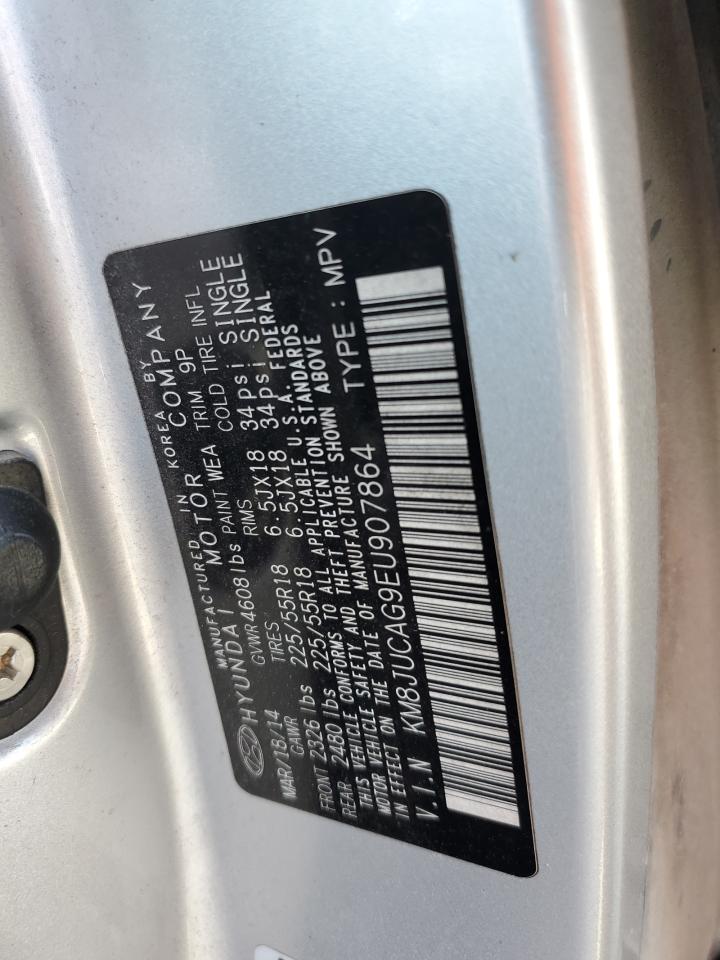 MANUFACTURED IN KOREA BY
HYUNDAI MOTOR COMPANY
MAR/18/14 GVWR 4608 lbs PAINT WEA TRIM 9P
GAWR TIRES RIMS COLD TIRE INFL
FRONT 2326 lbs 225/55R18 6.5JX18 34psi SINGLE
REAR 2480 lbs 225/55R18 6.5JX18 34psi SINGLE
THIS VEHICLE CONFORMS TO ALL APPLICABLE U.S.A. FEDERAL
MOTOR VEHICLE SAFETY AND THEFT PREVENTION STANDARDS
IN EFFECT ON THE DATE OF MANUFACTURE SHOWN ABOVE
V.I.N KM8JUCAG9EU907864 TYPE : MPV